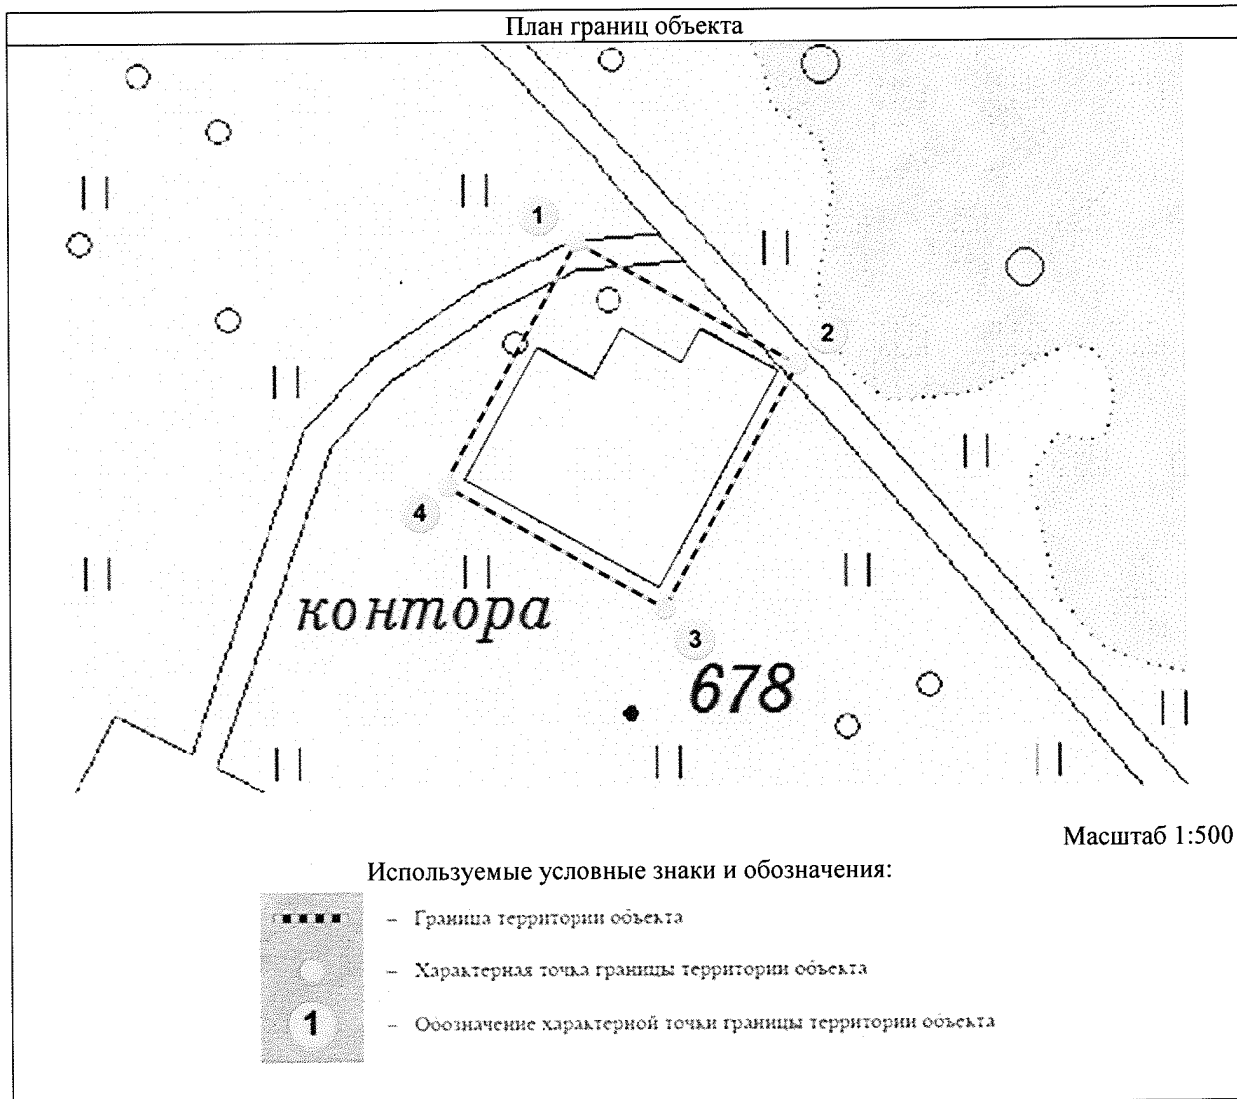 План границ объекта
1
2
4
контора
3
678
Масштаб 1:500
Используемые условные знаки и обозначения:
– Граница территории объекта
– Характерная точка границы территории объекта
1 – Обозначение характерной точки границы территории объекта